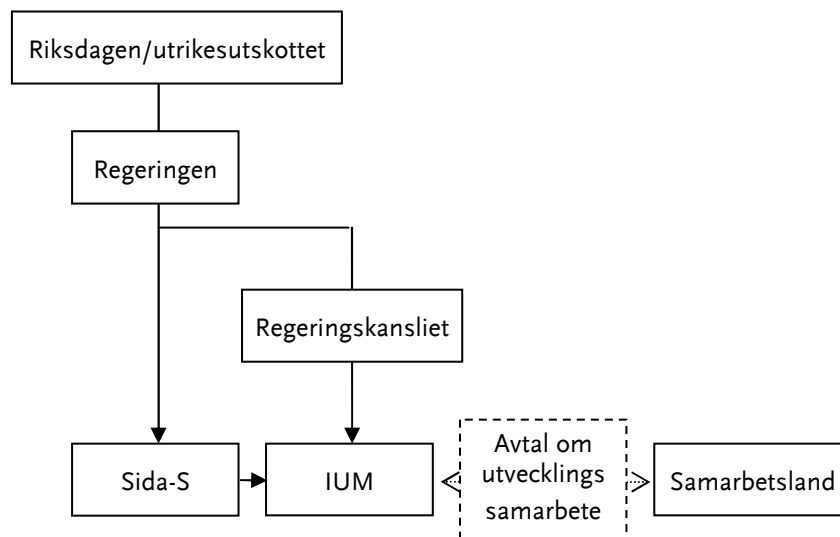 Riksdagen/utrikesutskottet
Regeringen
Regeringskansliet
Sida-S
IUM
Avtal om
utvecklings
samarbete
Samarbetsland